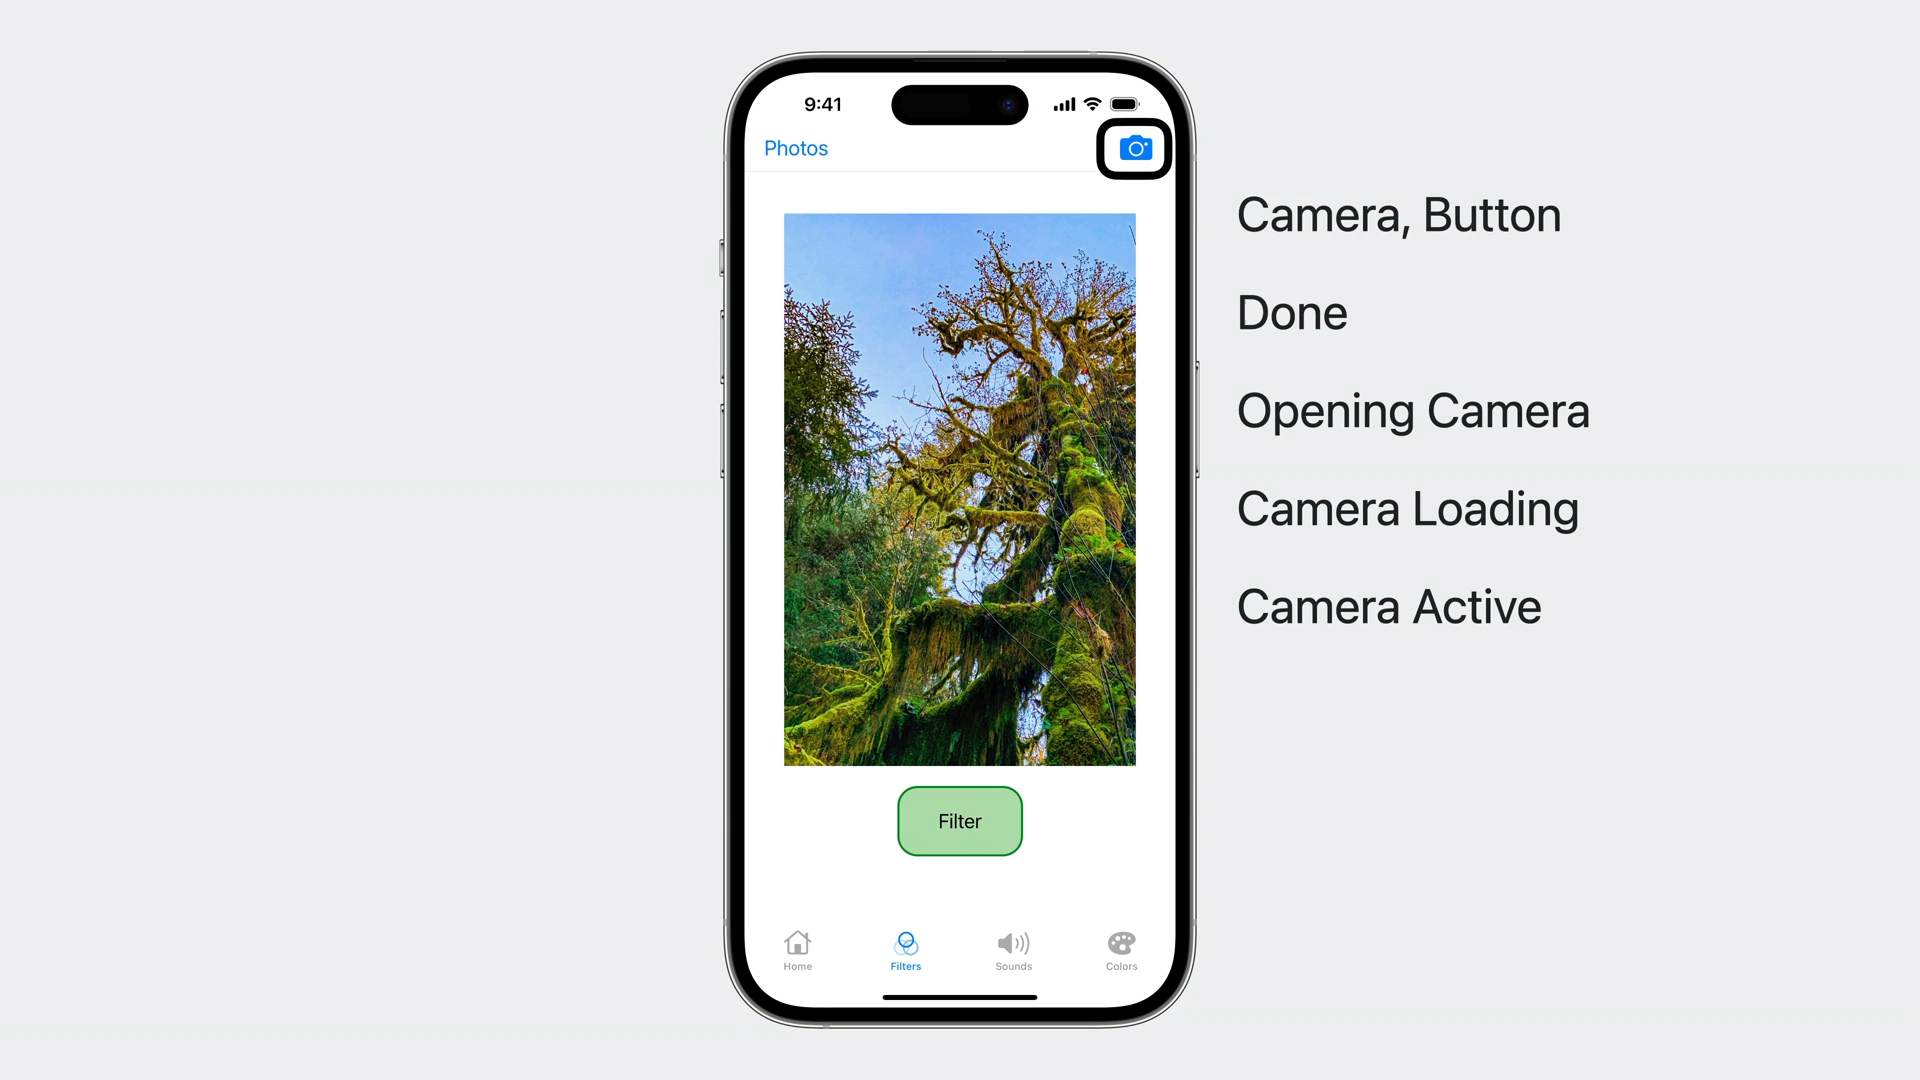 9:41
Photos
Filter
Home
Filters
Sounds
Colors
Camera, Button
Done
Opening Camera
Camera Loading
Camera Active